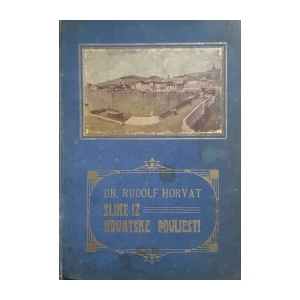 DR. RUDOLF HORVAT
SLIKE IZ
HRVATSKE POVIJESTI